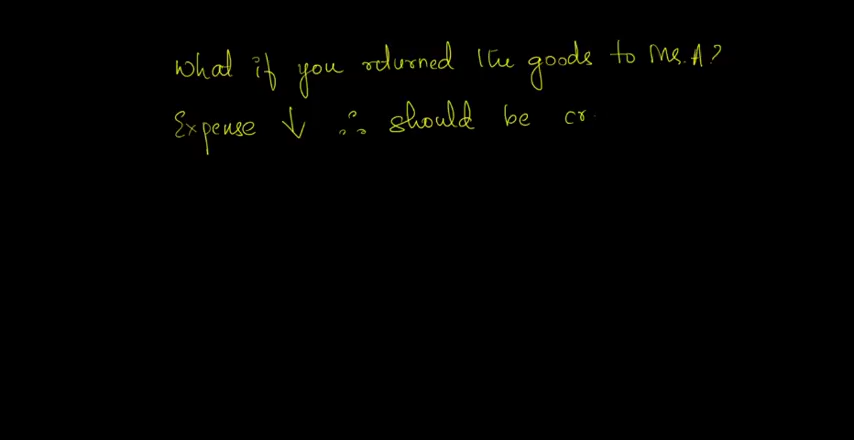 What if you returned the goods to Ms. A?
Expense ↓ ∴ should be cr